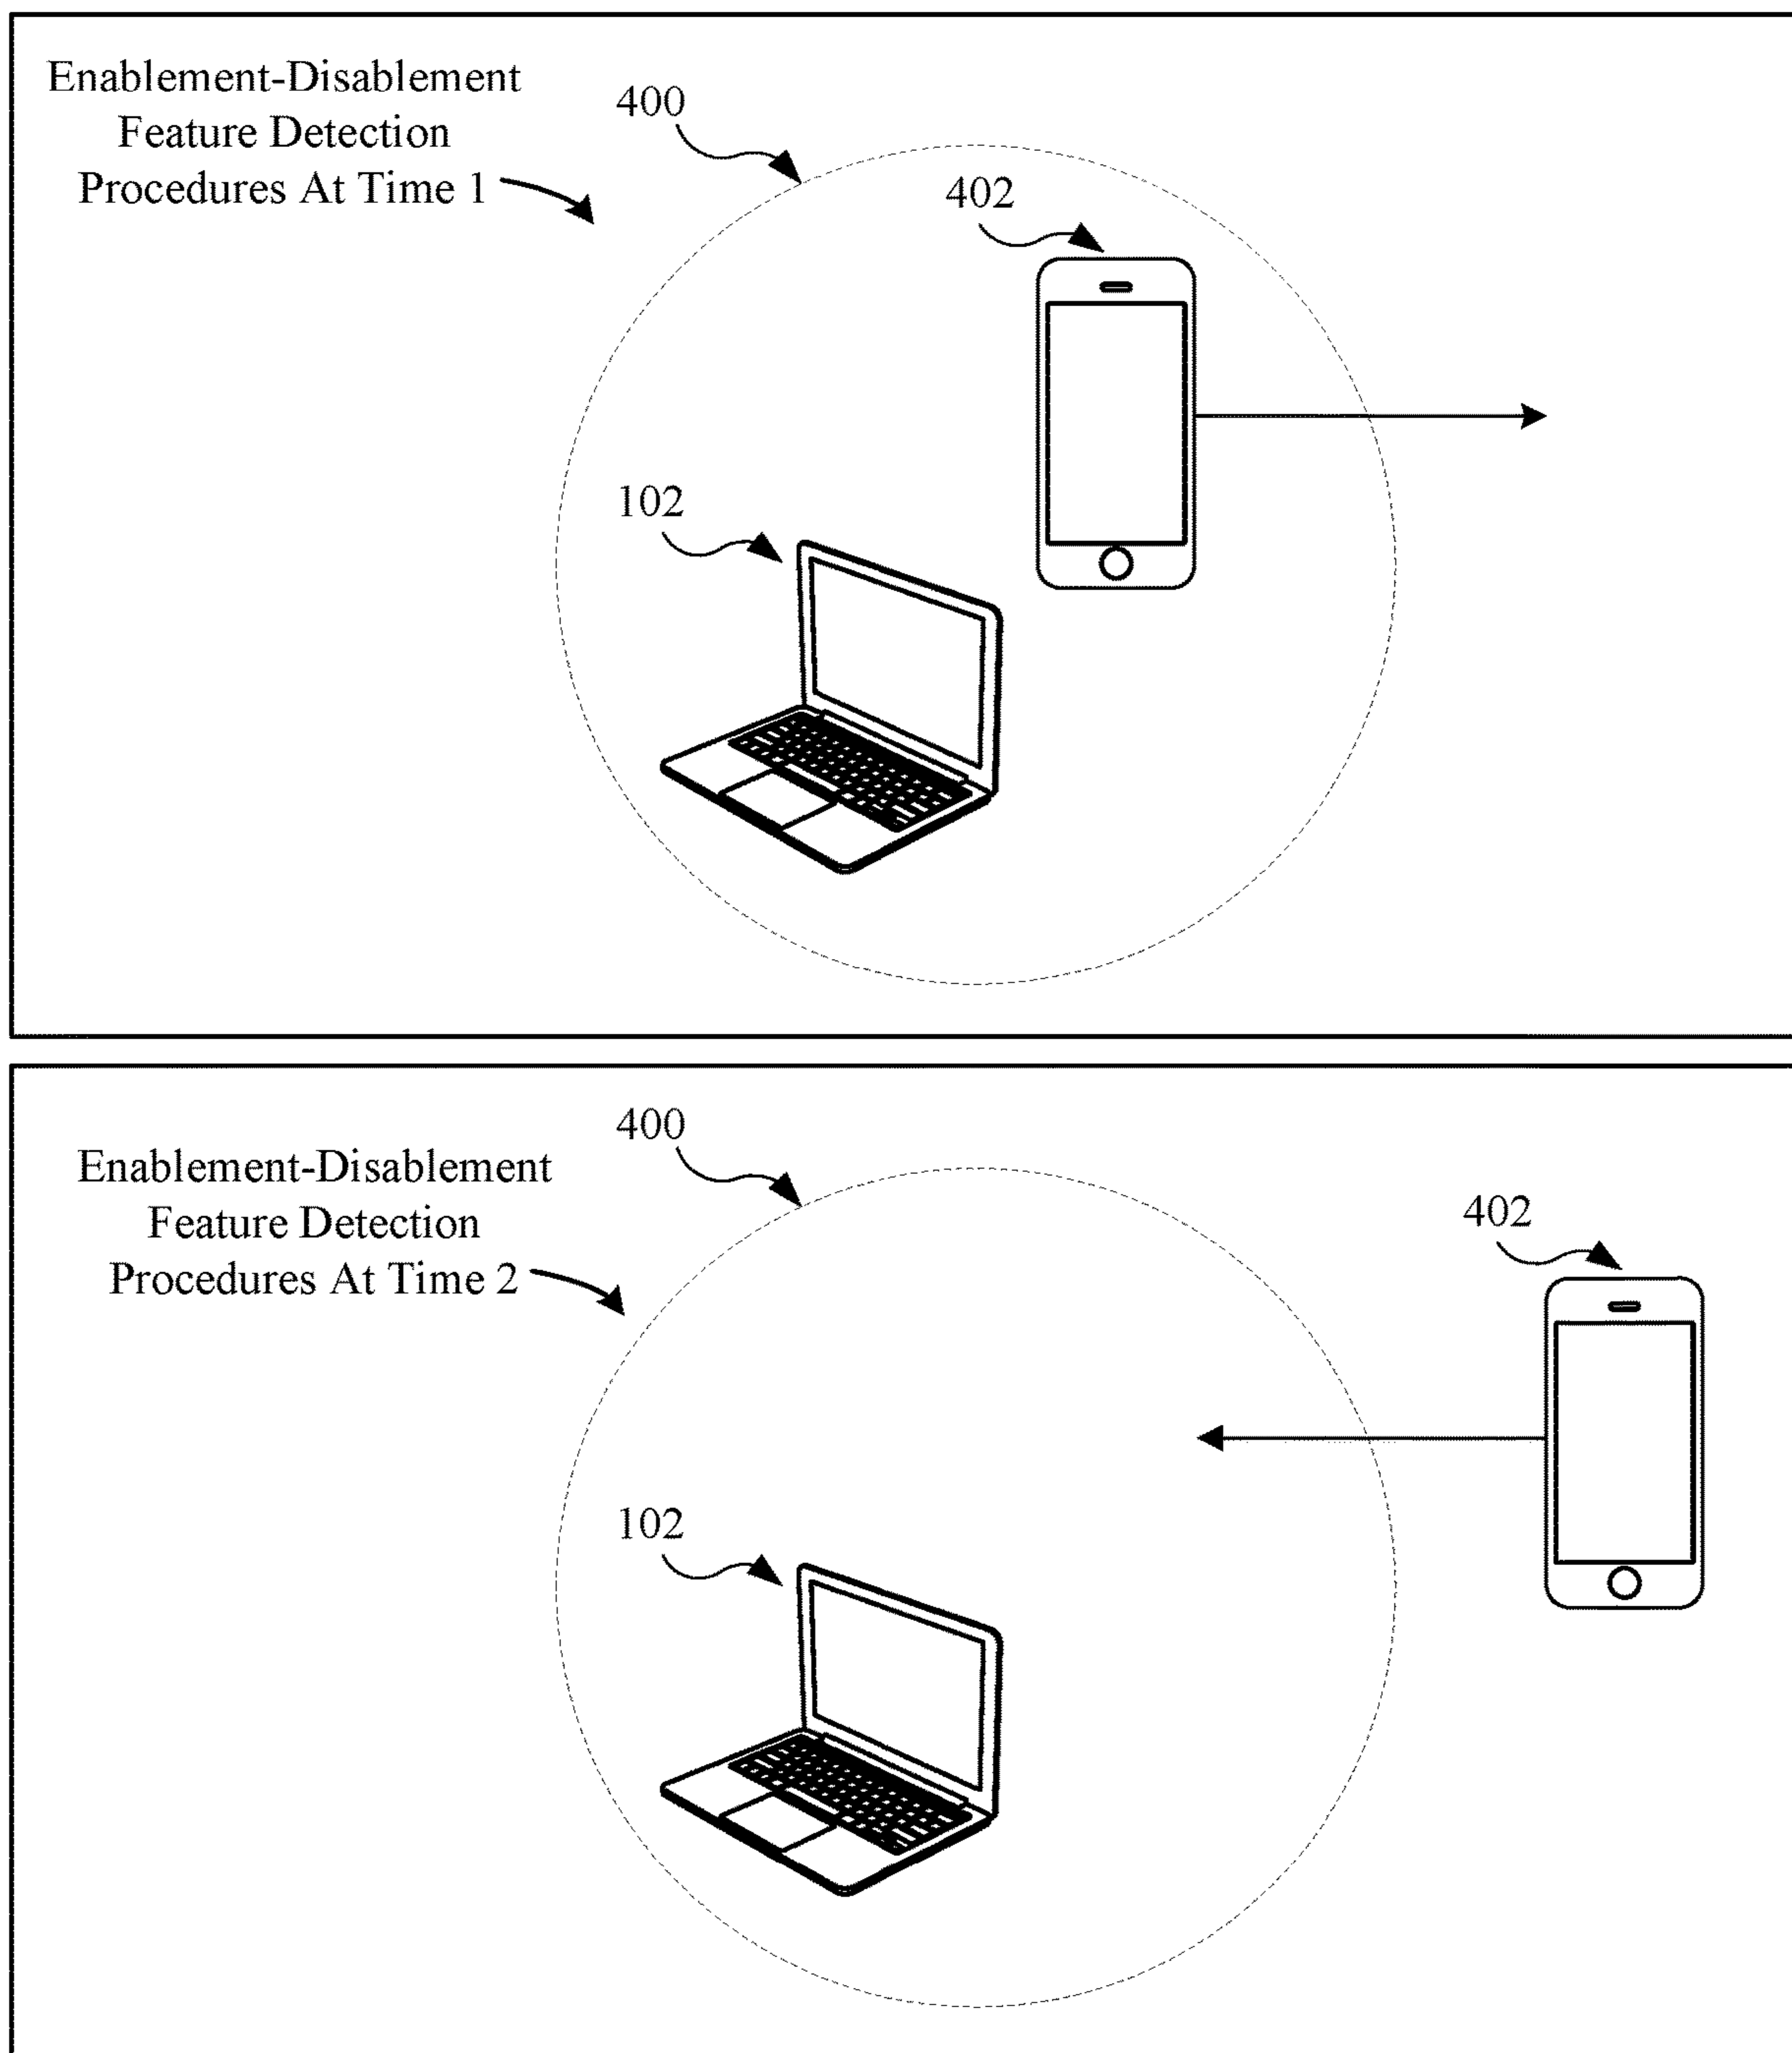 Enablement-Disablement
Feature Detection
Procedures At Time 1
400
402
102
Enablement-Disablement
Feature Detection
Procedures At Time 2
400
402
102